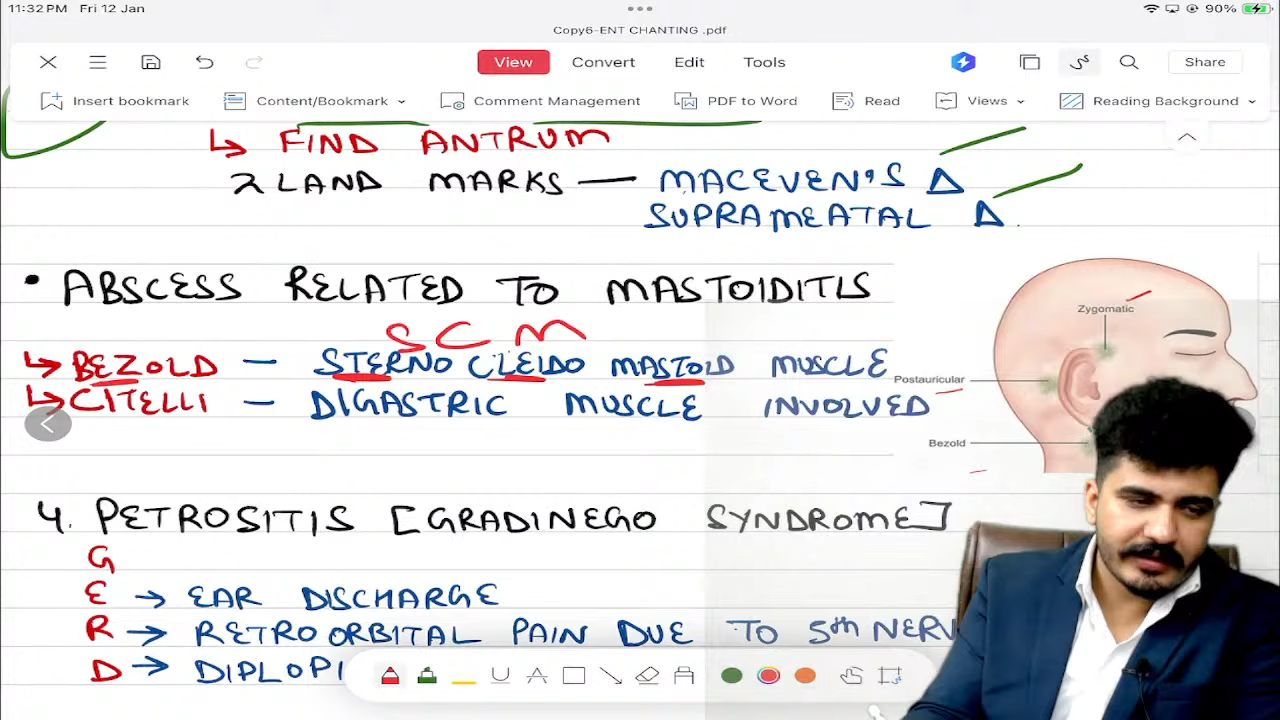 11:32 PM Fri 12 Jan
90%
Copy6-ENT CHANTING .pdf
View Convert Edit Tools Share
Insert bookmark Content/Bookmark Comment Management PDF to Word Read Views Reading Background
↳ FIND ANTRUM
2 LAND MARKS — MACEVEN'S Δ
SUPRAMEATAL Δ
• ABSCESS RELATED TO MASTOIDITIS
SCM
↳ BEZOLD — STERNO CLEIDO MASTOID MUSCLE
↳ CITELLI — DIGASTRIC MUSCLE INVOLVED
Zygomatic
Postauricular
Bezold
4. PETROSITIS [GRADINEGO SYNDROME]
G
E → EAR DISCHARGE
R → RETRO ORBITAL PAIN DUE TO 5th NERV
D → DIPLOPI